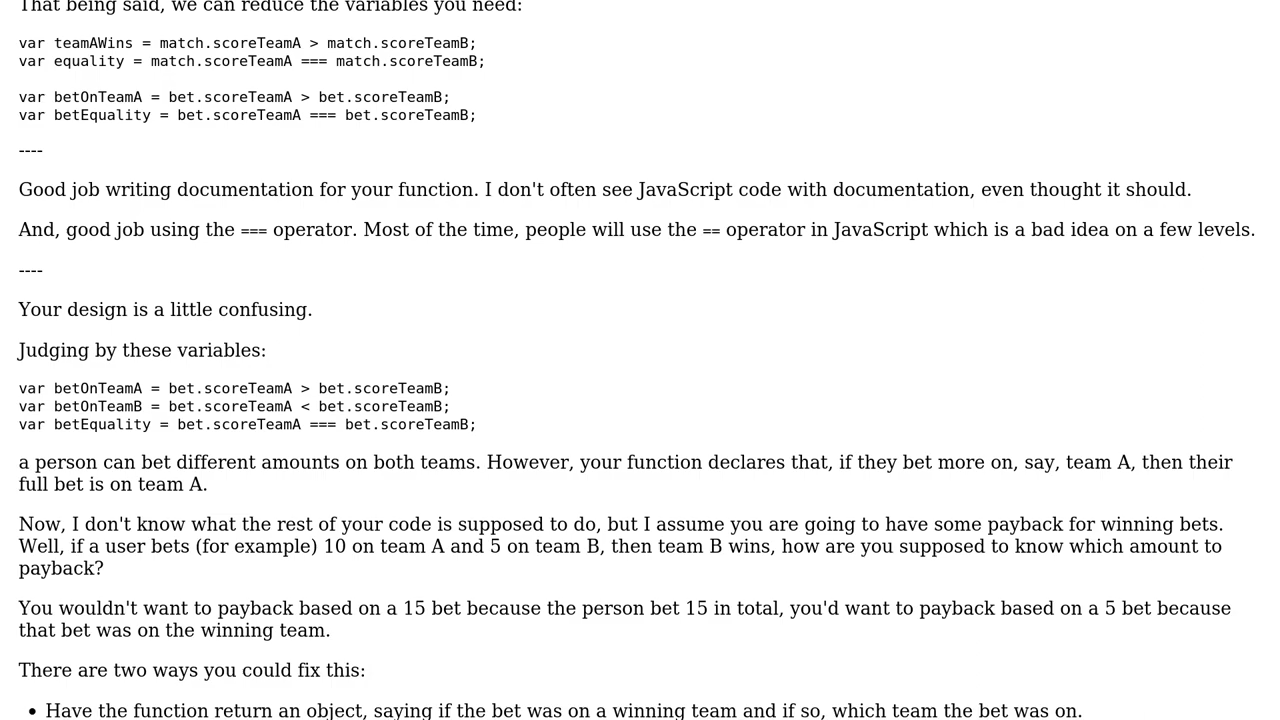 That being said, we can reduce the variables you need:
var teamAWins = match.scoreTeamA > match.scoreTeamB;
var equality = match.scoreTeamA === match.scoreTeamB;
var betOnTeamA = bet.scoreTeamA > bet.scoreTeamB;
var betEquality = bet.scoreTeamA === bet.scoreTeamB;
----
Good job writing documentation for your function. I don't often see JavaScript code with documentation, even thought it should.
And, good job using the === operator. Most of the time, people will use the == operator in JavaScript which is a bad idea on a few levels.
----
Your design is a little confusing.
Judging by these variables:
var betOnTeamA = bet.scoreTeamA > bet.scoreTeamB;
var betOnTeamB = bet.scoreTeamA < bet.scoreTeamB;
var betEquality = bet.scoreTeamA === bet.scoreTeamB;
a person can bet different amounts on both teams. However, your function declares that, if they bet more on, say, team A, then their
full bet is on team A.
Now, I don't know what the rest of your code is supposed to do, but I assume you are going to have some payback for winning bets.
Well, if a user bets (for example) 10 on team A and 5 on team B, then team B wins, how are you supposed to know which amount to
payback?
You wouldn't want to payback based on a 15 bet because the person bet 15 in total, you'd want to payback based on a 5 bet because
that bet was on the winning team.
There are two ways you could fix this:
• Have the function return an object, saying if the bet was on a winning team and if so, which team the bet was on.